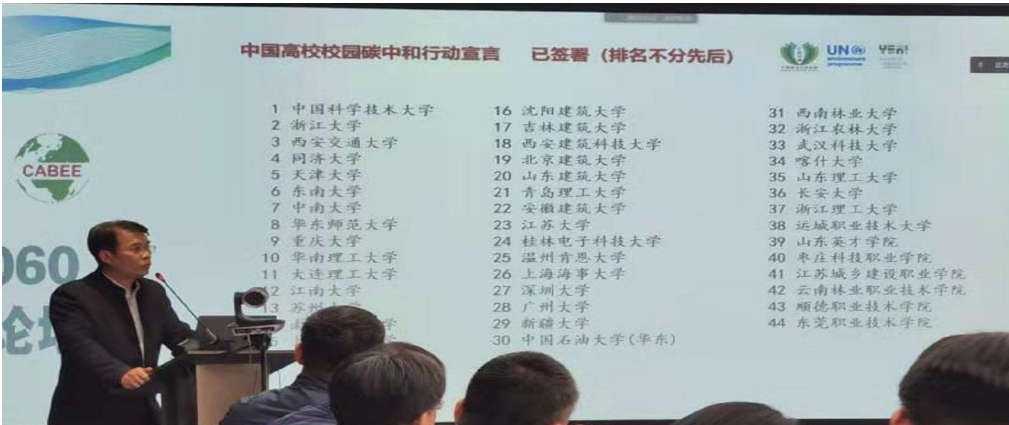 中国高校校园碳中和行动宣言 已签署（排名不分先后）
UN
environment
programme
CABEE
060
1 中国科学技术大学
2 浙江大学
3 西安交通大学
4 同济大学
5 天津大学
6 东南大学
7 中南大学
8 华东师范大学
9 重庆大学
10 华南理工大学
11 大连理工大学
12 江南大学
13 苏州
学
16 沈阳建筑大学
17 吉林建筑大学
18 西安建筑科技大学
19 北京建筑大学
20 山东建筑大学
21 青岛理工大学
22 安徽建筑大学
23 江苏大学
24 桂林电子科技大学
25 温州肯恩大学
26 上海海事大学
27 深圳大学
28 广州大学
29 新疆大学
30 中国石油大学(华东)
31 西南林业大学
32 浙江农林大学
33 武汉科技大学
34 喀什大学
35 山东理工大学
36 长安大学
37 浙江理工大学
38 运城职业技术大学
39 山东英才学院
40 枣庄科技职业学院
41 江苏城乡建设职业学院
42 云南林业职业技术学院
43 顺德职业技术学院
44 东莞职业技术学院